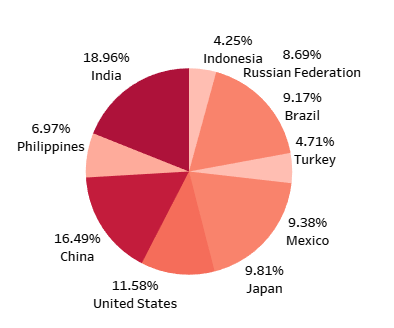 4.25%
Indonesia
8.69%
Russian Federation
9.17%
Brazil
4.71%
Turkey
9.38%
Mexico
9.81%
Japan
11.58%
United States
16.49%
China
6.97%
Philippines
18.96%
India